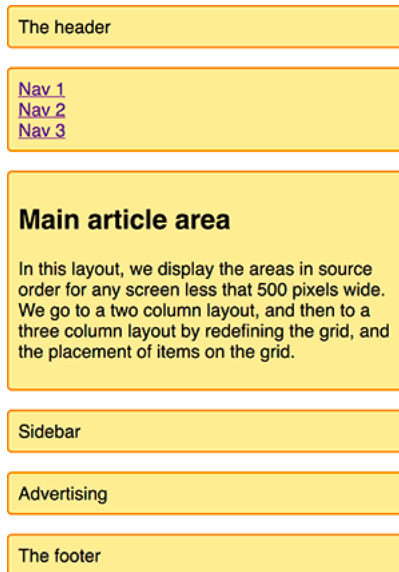 The header
Nav 1
Nav 2
Nav 3
Main article area
In this layout, we display the areas in source
order for any screen less that 500 pixels wide.
We go to a two column layout, and then to a
three column layout by redefining the grid, and
the placement of items on the grid.
Sidebar
Advertising
The footer